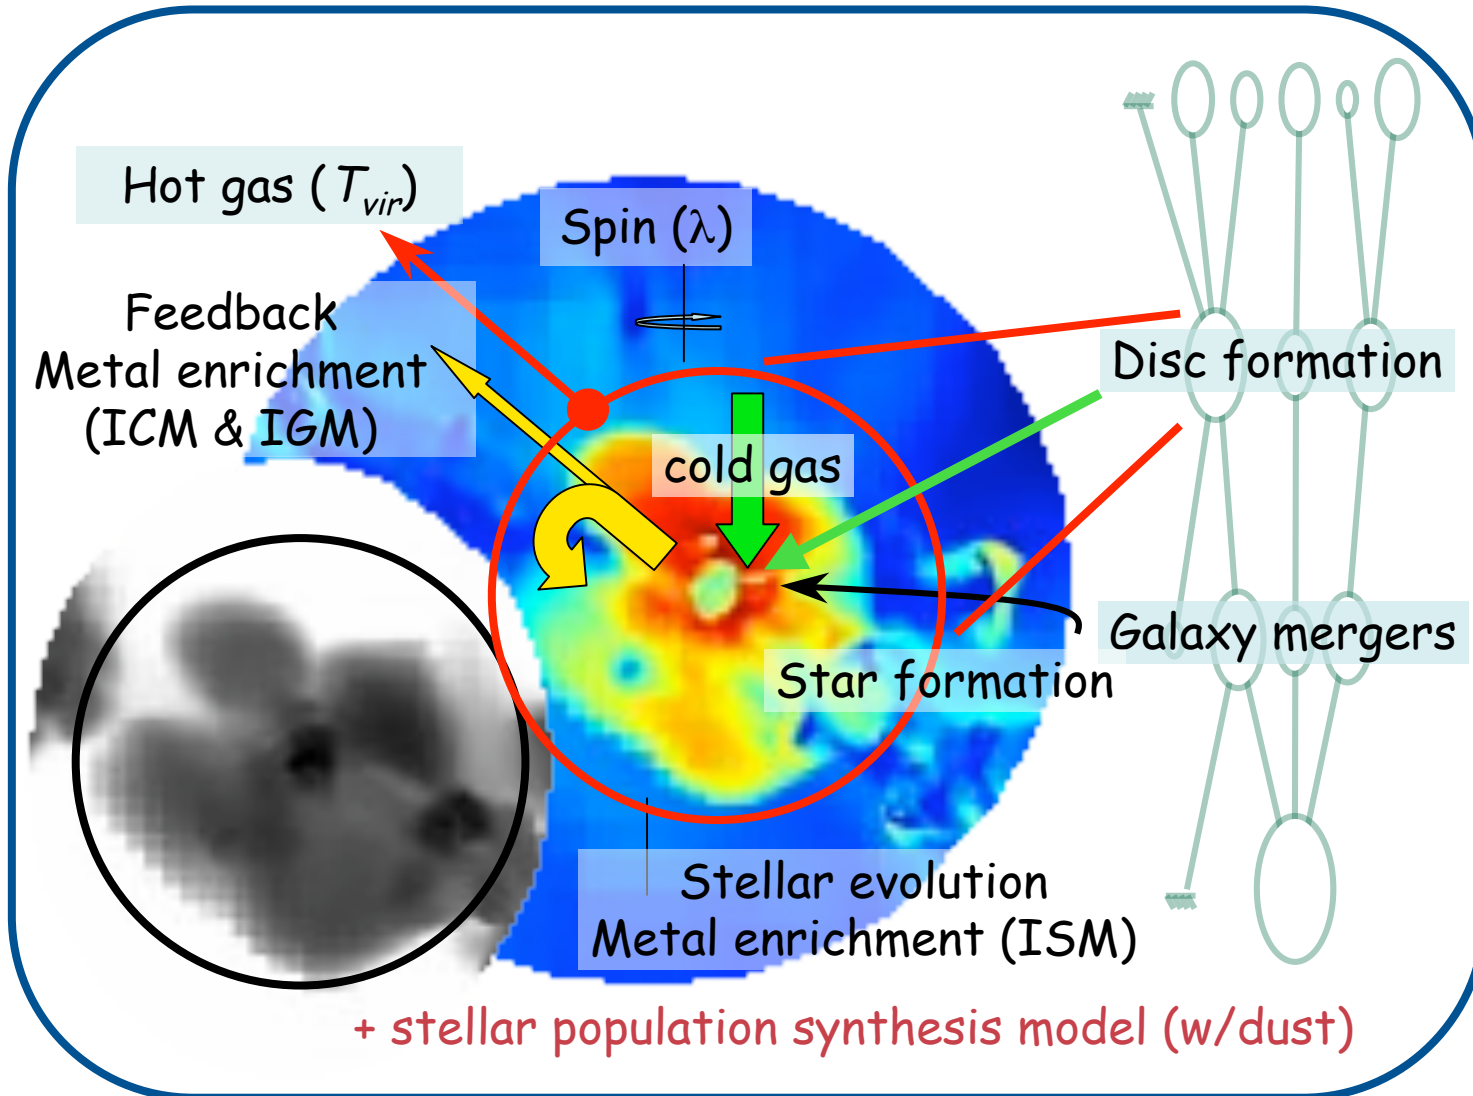 Hot gas (Tvir)
Spin (λ)
Feedback
Metal enrichment
(ICM & IGM)
Disc formation
cold gas
Galaxy mergers
Star formation
Stellar evolution
Metal enrichment (ISM)
+ stellar population synthesis model (w/dust)